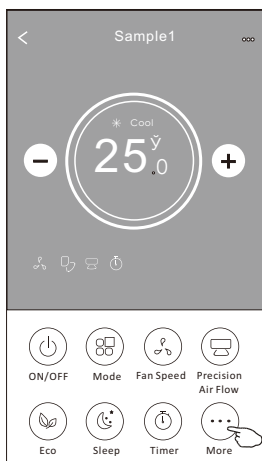 Sample1
Cool
25.0 ў
ON/OFF Mode Fan Speed Precision
Air Flow
Eco Sleep Timer More